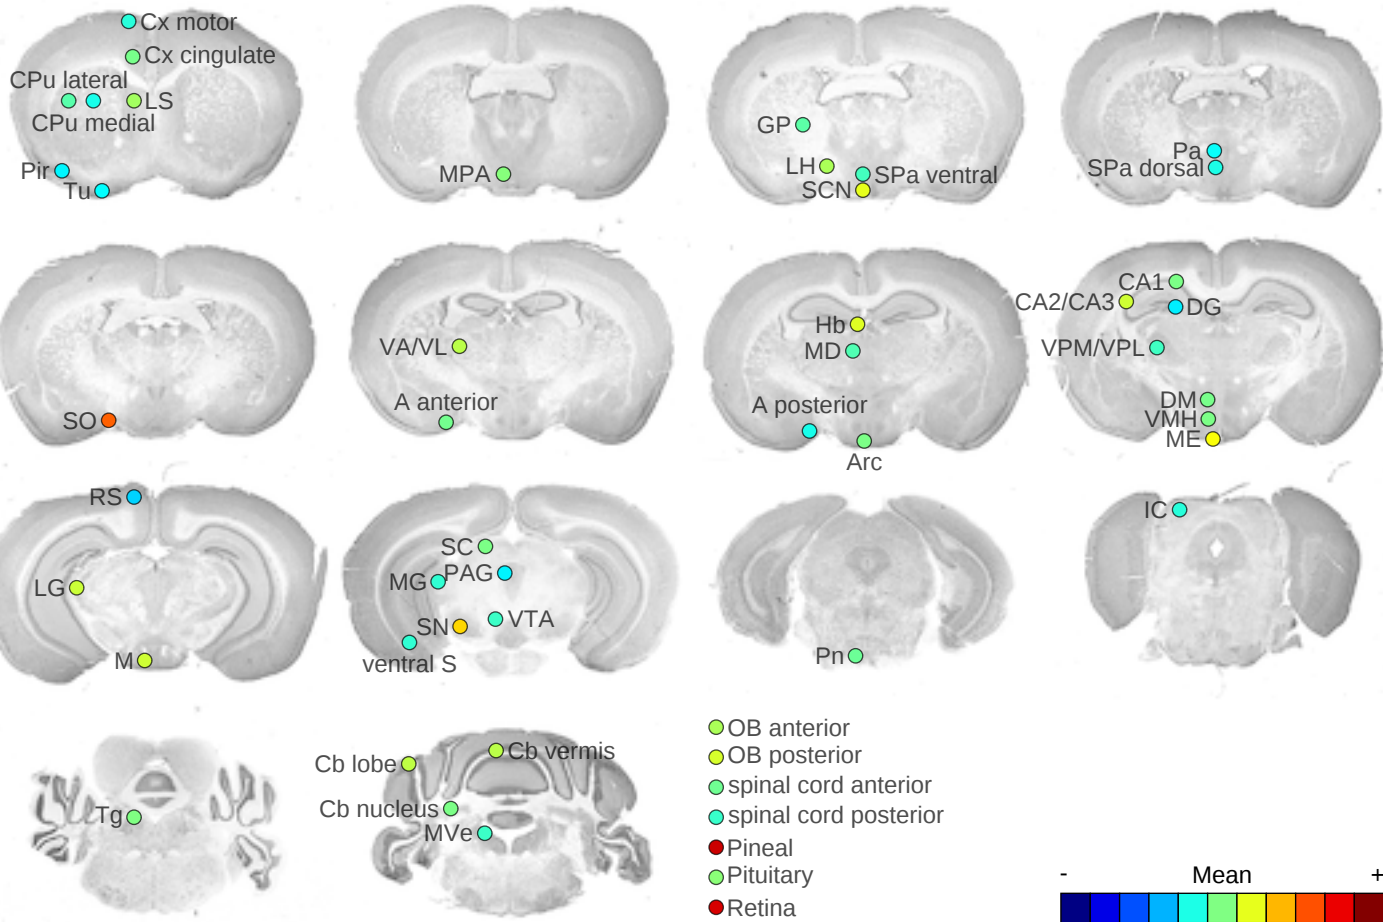 Cx motor
Cx cingulate
CPu lateral
LS
CPu medial
Pir
Tu
MPA
GP
LH
SPa ventral
SCN
Pa
SPa dorsal
SO
VA/VL
A anterior
Hb
MD
A posterior
Arc
CA1
CA2/CA3
DG
VPM/VPL
DM
VMH
ME
RS
LG
M
SC
MG
PAG
SN
VTA
ventral S
Pn
IC
Tg
Cb lobe
Cb vermis
Cb nucleus
MVe
OB anterior
OB posterior
spinal cord anterior
spinal cord posterior
Pineal
Pituitary
Retina
- Mean +